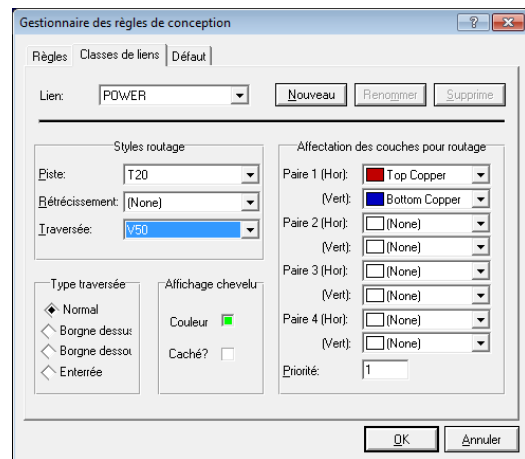 Gestionnaire des règles de conception
Règles Classes de liens Défaut
Lien: POWER Nouveau Renommer Supprime
Styles routage
Piste: T20
Rétrécissement: (None)
Traversée: V50
Type traversée
Normal
Borgne dessu:
Borgne dessou
Enterrée
Affichage chevelu
Couleur
Caché?
Affectation des couches pour routage
Paire 1 (Hor): Top Copper
(Vert): Bottom Copper
Paire 2 (Hor): (None)
(Vert): (None)
Paire 3 (Hor): (None)
(Vert): (None)
Paire 4 (Hor): (None)
(Vert): (None)
Priorité: 1
OK Annuler